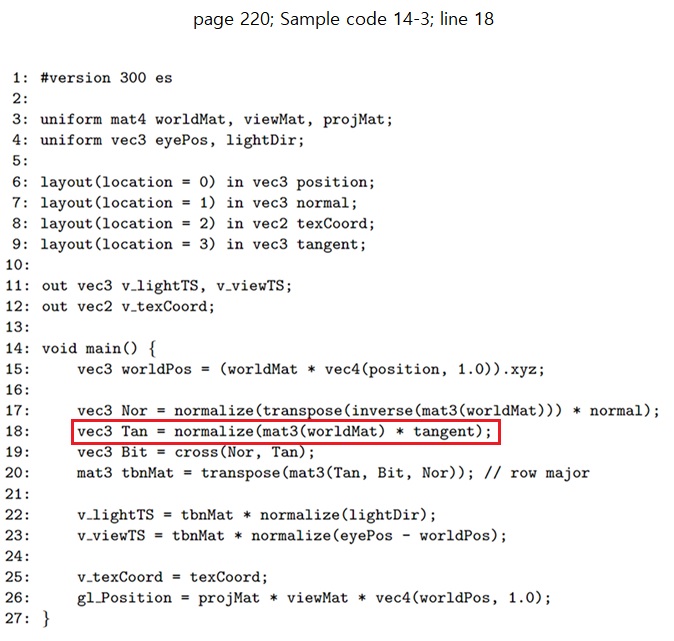 page 220; Sample code 14-3; line 18
1: #version 300 es
2:
3: uniform mat4 worldMat, viewMat, projMat;
4: uniform vec3 eyePos, lightDir;
5:
6: layout(location = 0) in vec3 position;
7: layout(location = 1) in vec3 normal;
8: layout(location = 2) in vec2 texCoord;
9: layout(location = 3) in vec3 tangent;
10:
11: out vec3 v_lightTS, v_viewTS;
12: out vec2 v_texCoord;
13:
14: void main() {
15:     vec3 worldPos = (worldMat * vec4(position, 1.0)).xyz;
16:
17:     vec3 Nor = normalize(transpose(inverse(mat3(worldMat))) * normal);
18:     vec3 Tan = normalize(mat3(worldMat) * tangent);
19:     vec3 Bit = cross(Nor, Tan);
20:     mat3 tbnMat = transpose(mat3(Tan, Bit, Nor)); // row major
21:
22:     v_lightTS = tbnMat * normalize(lightDir);
23:     v_viewTS = tbnMat * normalize(eyePos - worldPos);
24:
25:     v_texCoord = texCoord;
26:     gl_Position = projMat * viewMat * vec4(worldPos, 1.0);
27: }